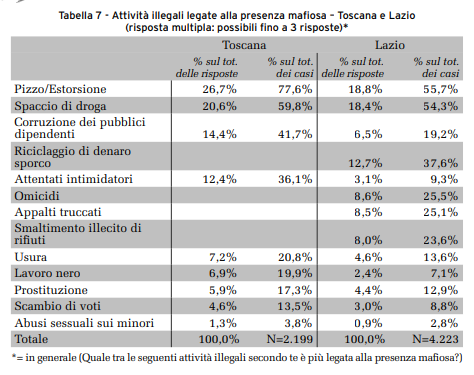 Tabella 7 - Attività illegali legate alla presenza mafiosa – Toscana e Lazio
(risposta multipla: possibili fino a 3 risposte)*
Toscana Lazio
% sul tot. % sul tot. % sul tot. % sul tot.
delle risposte dei casi delle risposte dei casi
Pizzo/Estorsione 26,7% 77,6% 18,8% 55,7%
Spaccio di droga 20,6% 59,8% 18,4% 54,3%
Corruzione dei pubblici
dipendenti 14,4% 41,7% 6,5% 19,2%
Riciclaggio di denaro
sporco 12,7% 37,6%
Attentati intimidatori 12,4% 36,1% 3,1% 9,3%
Omicidi 8,6% 25,5%
Appalti truccati 8,5% 25,1%
Smaltimento illecito di
rifiuti 8,0% 23,6%
Usura 7,2% 20,8% 4,6% 13,6%
Lavoro nero 6,9% 19,9% 2,4% 7,1%
Prostituzione 5,9% 17,3% 4,4% 12,9%
Scambio di voti 4,6% 13,5% 3,0% 8,8%
Abusi sessuali sui minori 1,3% 3,8% 0,9% 2,8%
Totale 100,0% N=2.199 100,0% N=4.223
*= in generale (Quale tra le seguenti attività illegali secondo te è più legata alla presenza mafiosa?)